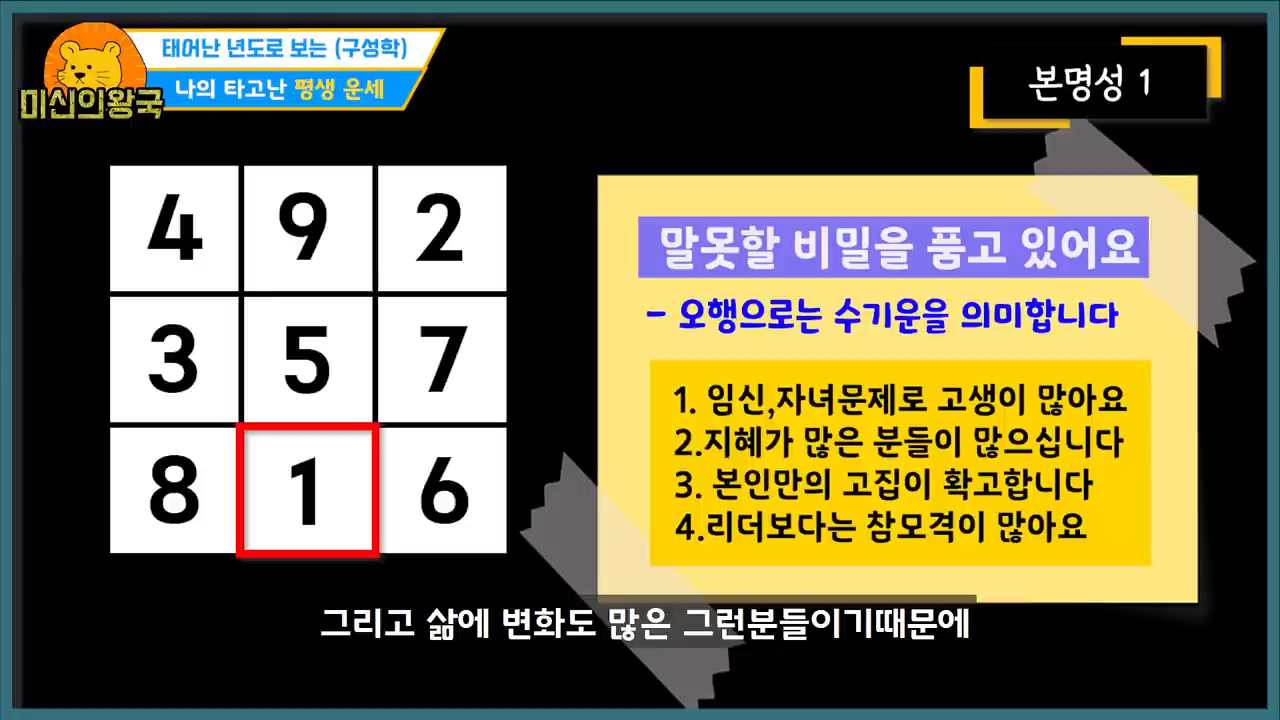 태어난 년도로 보는 (구성학)
나의 타고난 평생 운세
미신의왕국
본명성 1
4 9 2
3 5 7
8 1 6
말못할 비밀을 품고 있어요
- 오행으로는 수기운을 의미합니다
1. 임신,자녀문제로 고생이 많아요
2.지혜가 많은 분들이 많으십니다
3. 본인만의 고집이 확고합니다
4.리더보다는 참모격이 많아요
그리고 삶에 변화도 많은 그런분들이기때문에